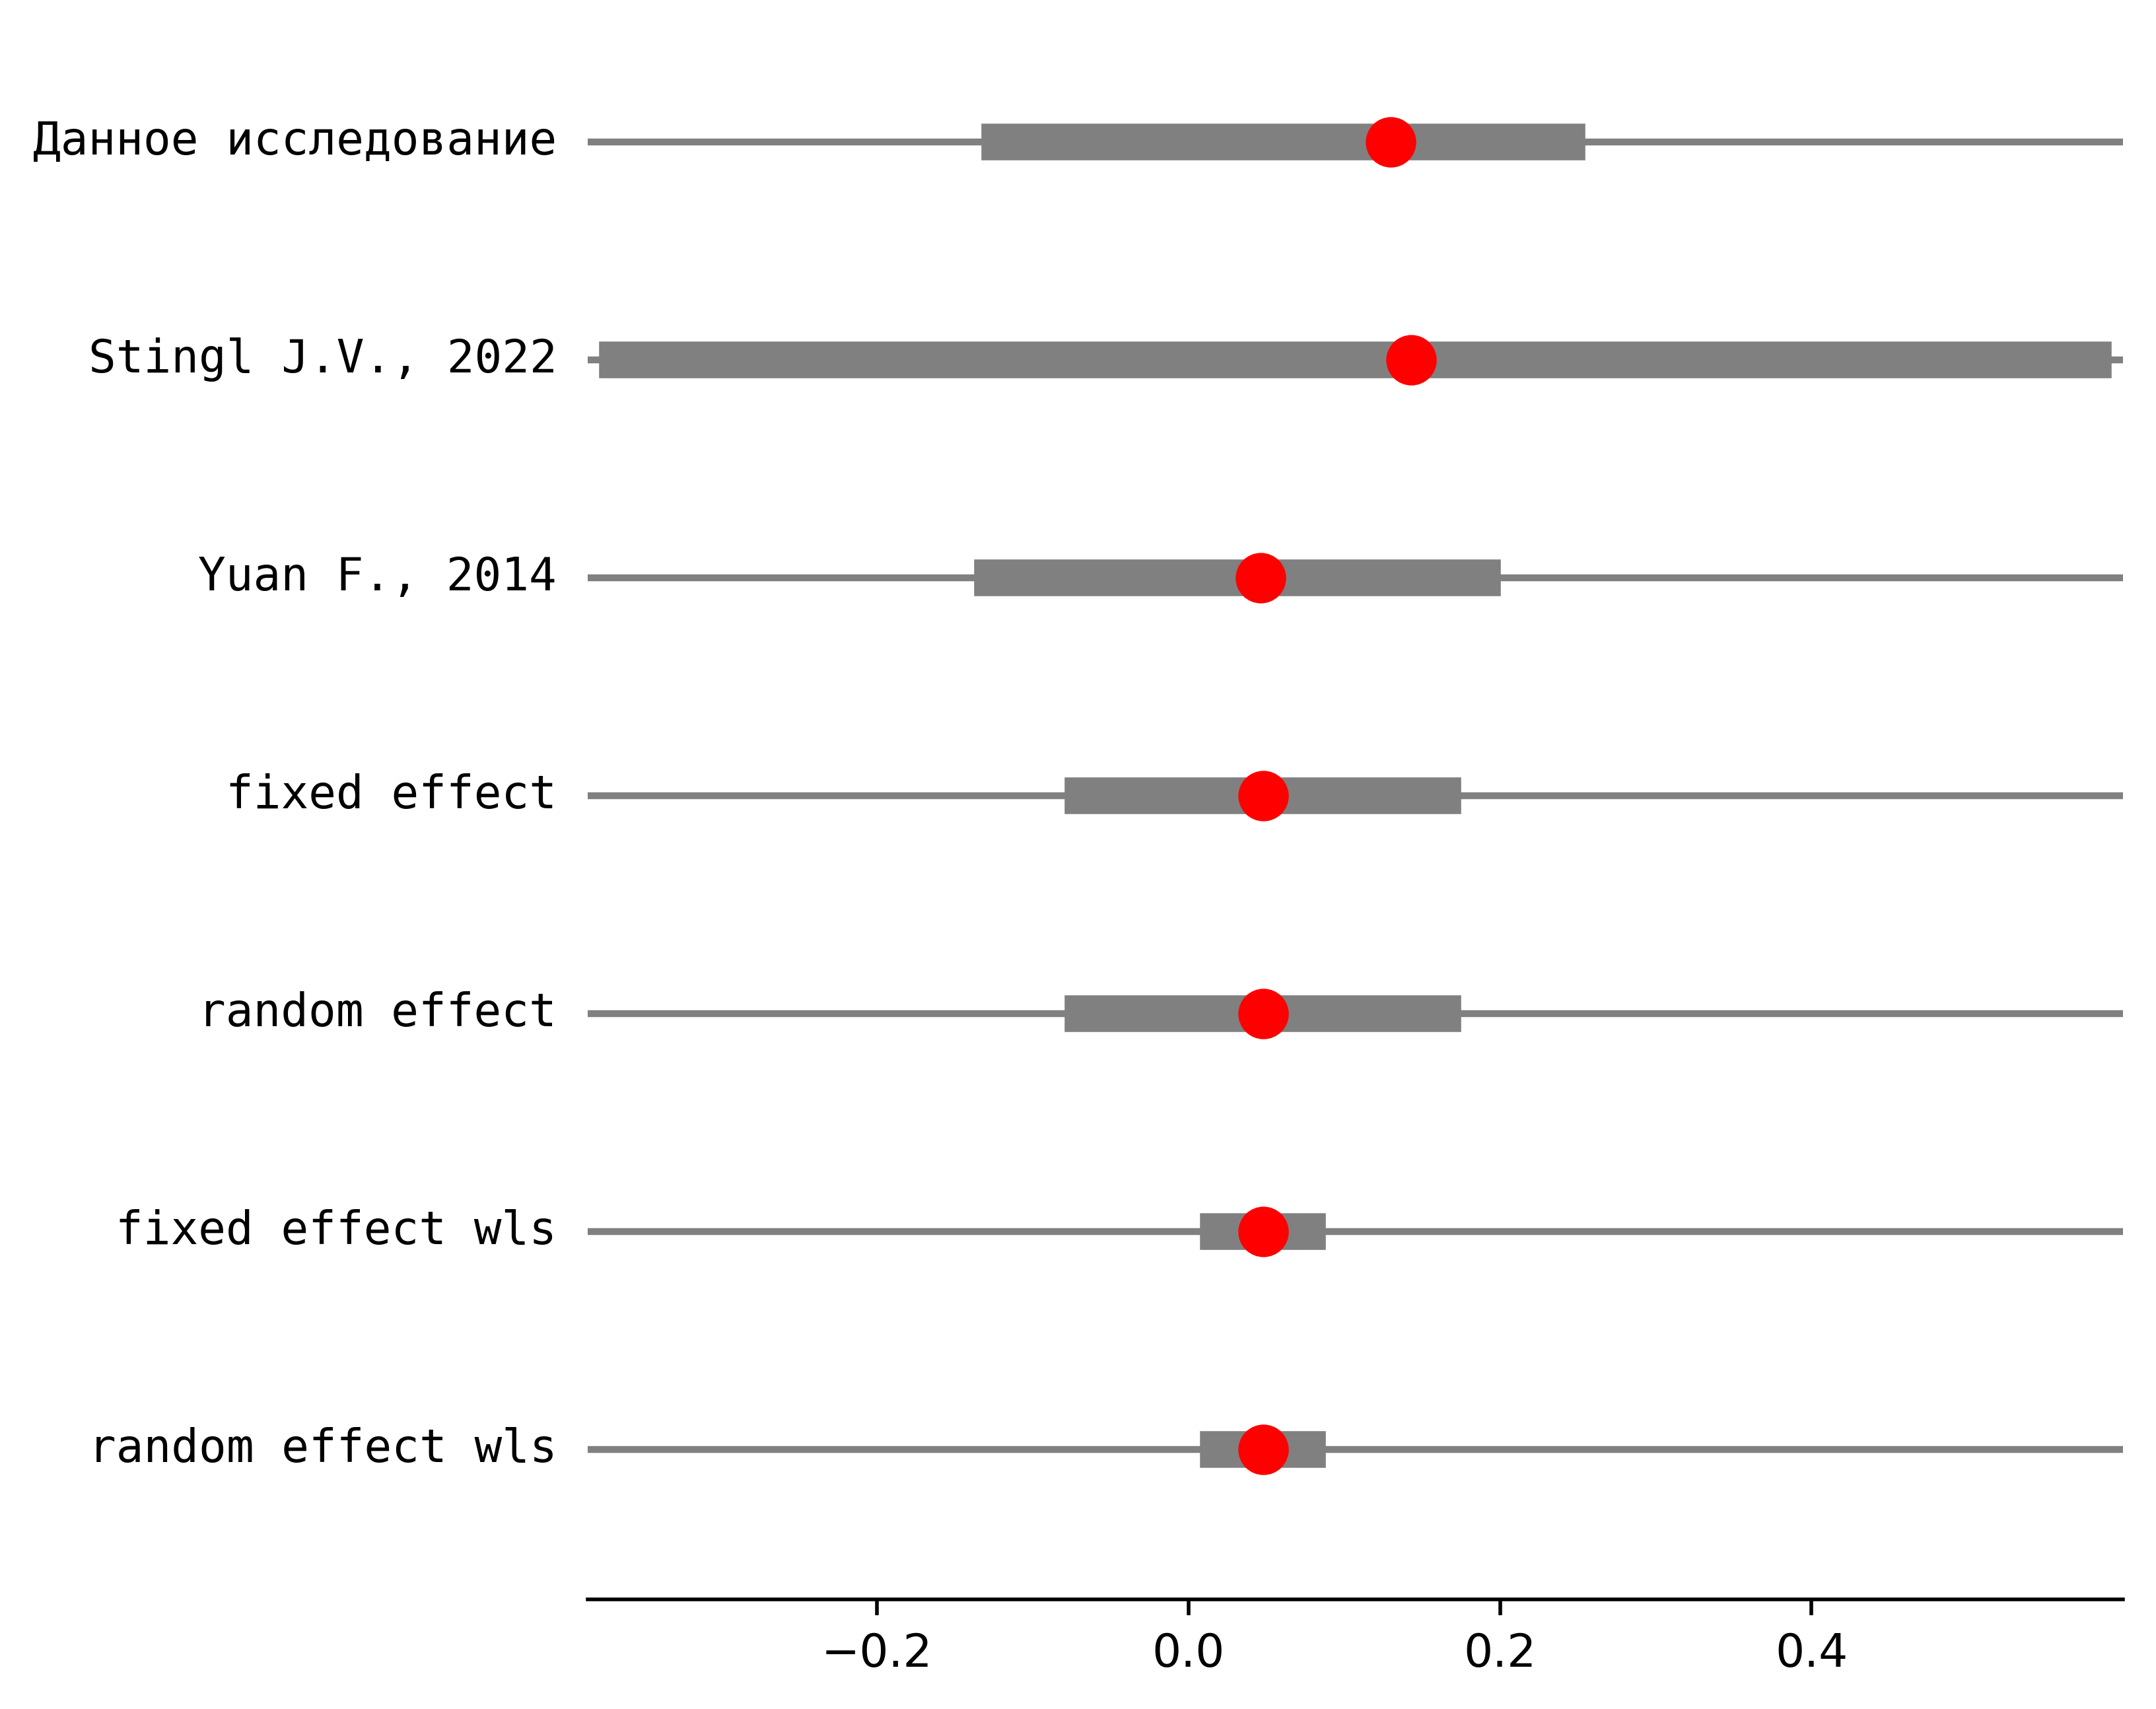 Данное исследование
Stingl J.V., 2022
Yuan F., 2014
fixed effect
random effect
fixed effect wls
random effect wls
−0.2 0.0 0.2 0.4